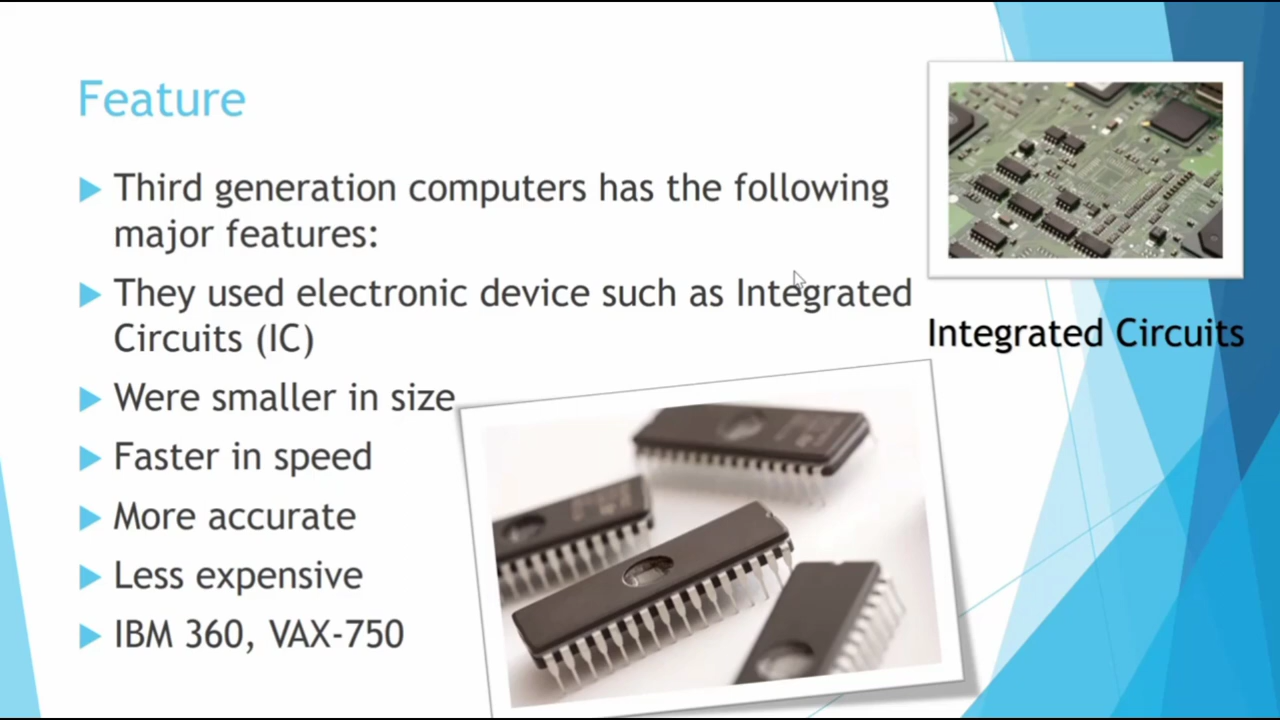 Feature
Third generation computers has the following
major features:
They used electronic device such as Integrated
Circuits (IC)
Were smaller in size
Faster in speed
More accurate
Less expensive
IBM 360, VAX-750
Integrated Circuits